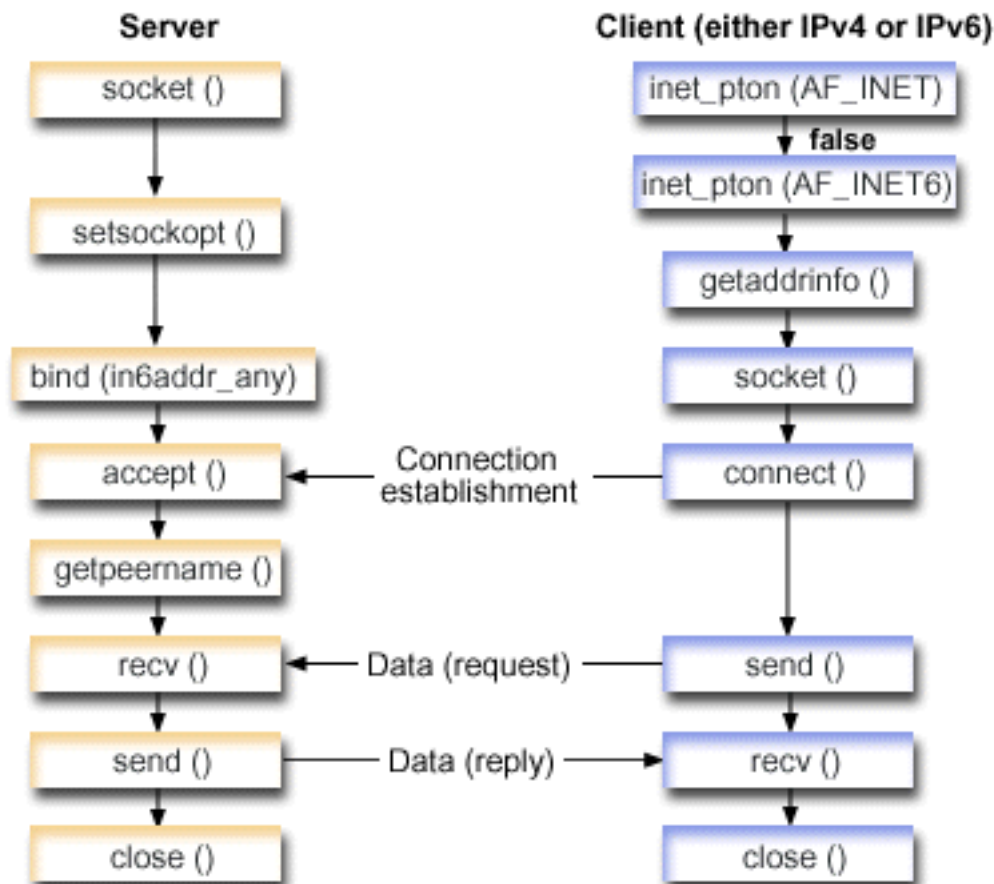 Server
socket ()
setsockopt ()
bind (in6addr_any)
accept ()
getpeername ()
recv ()
send ()
close ()
Connection
establishment
Data (request)
Data (reply)
Client (either IPv4 or IPv6)
inet_pton (AF_INET)
false
inet_pton (AF_INET6)
getaddrinfo ()
socket ()
connect ()
send ()
recv ()
close ()